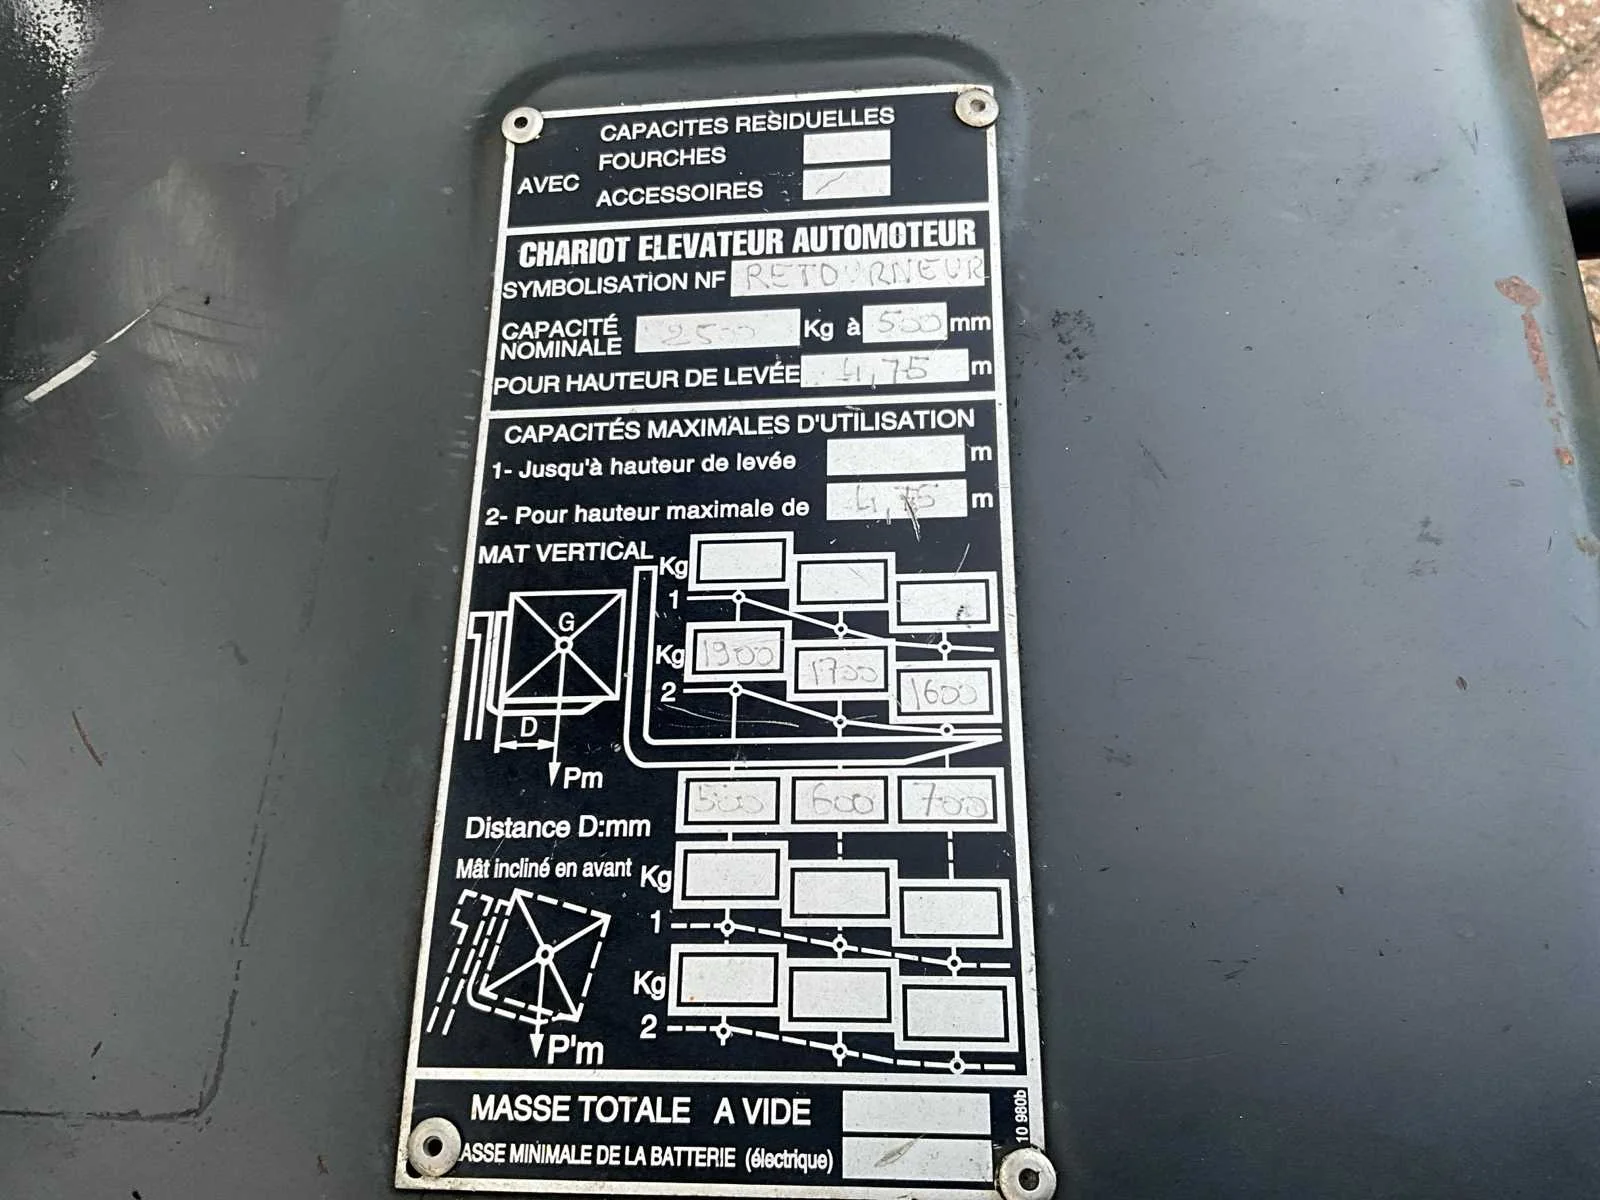 CAPACITES RESIDUELLES
FOURCHES
AVEC
ACCESSOIRES
CHARIOT ELEVATEUR AUTOMOTEUR
SYMBOLISATION NF RETOURNEUR
CAPACITÉ NOMINALE 2500 Kg à 500 mm
POUR HAUTEUR DE LEVÉE 4,75 m
CAPACITÉS MAXIMALES D'UTILISATION
1- Jusqu'à hauteur de levée m
2- Pour hauteur maximale de 4,75 m
MAT VERTICAL
Kg
1
G
Kg 1900 1700 1600
2
D
Pm
500 600 700
Distance D:mm
Mât incliné en avant
Kg
1
Kg
2
P'm
MASSE TOTALE A VIDE
ASSE MINIMALE DE LA BATTERIE (électrique)
10 980b